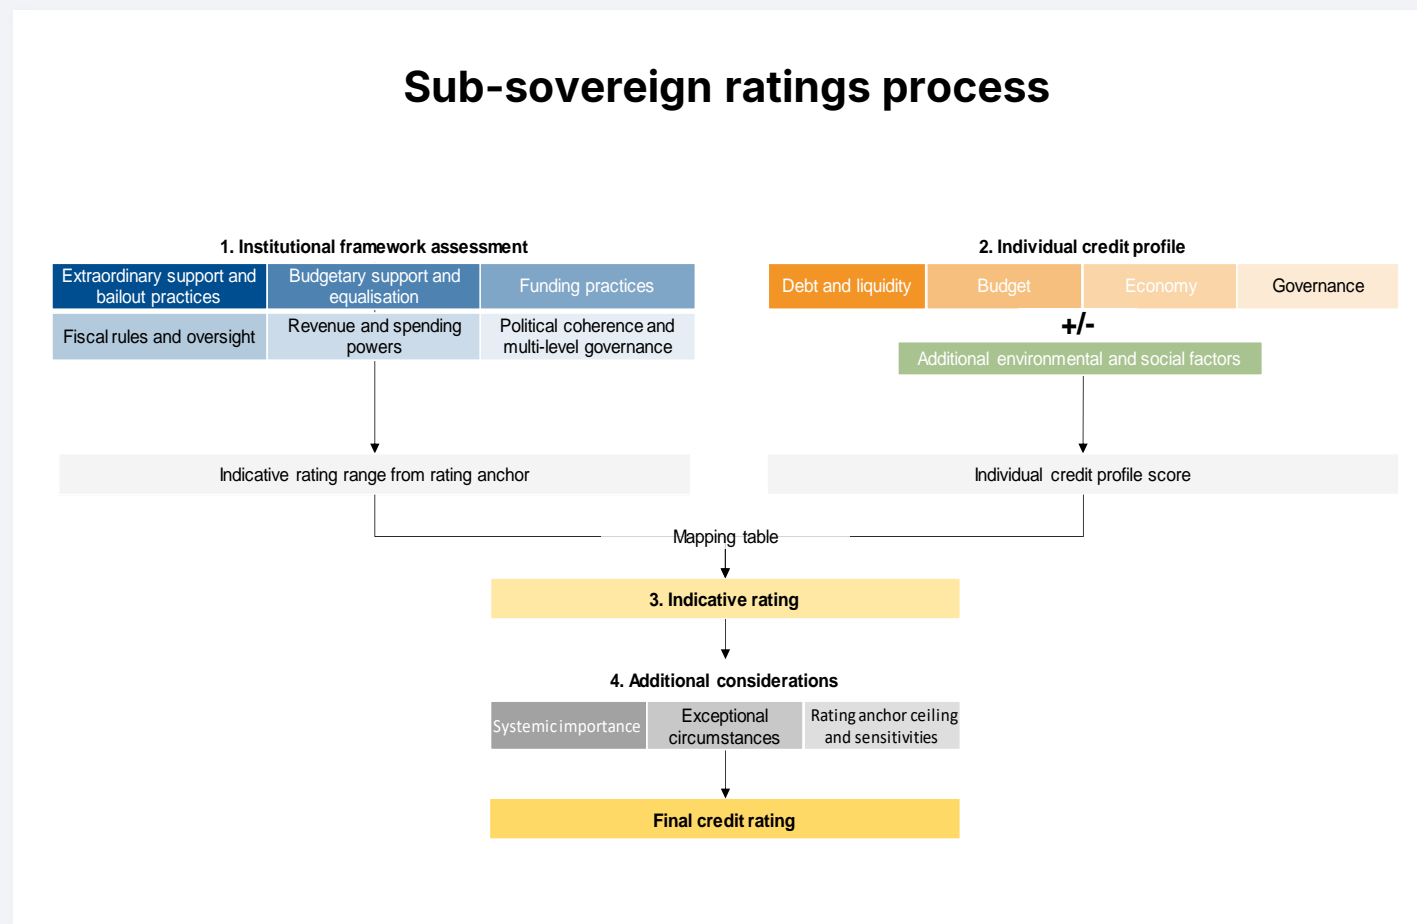 Sub-sovereign ratings process
1. Institutional framework assessment
Extraordinary support and
bailout practices
Budgetary support and
equalisation
Funding practices
Fiscal rules and oversight
Revenue and spending
powers
Political coherence and
multi-level governance
2. Individual credit profile
Debt and liquidity
Budget
Economy
Governance
+/-
Additional environmental and social factors
Indicative rating range from rating anchor
Individual credit profile score
Mapping table
3. Indicative rating
4. Additional considerations
Systemic importance
Exceptional
circumstances
Rating anchor ceiling
and sensitivities
Final credit rating